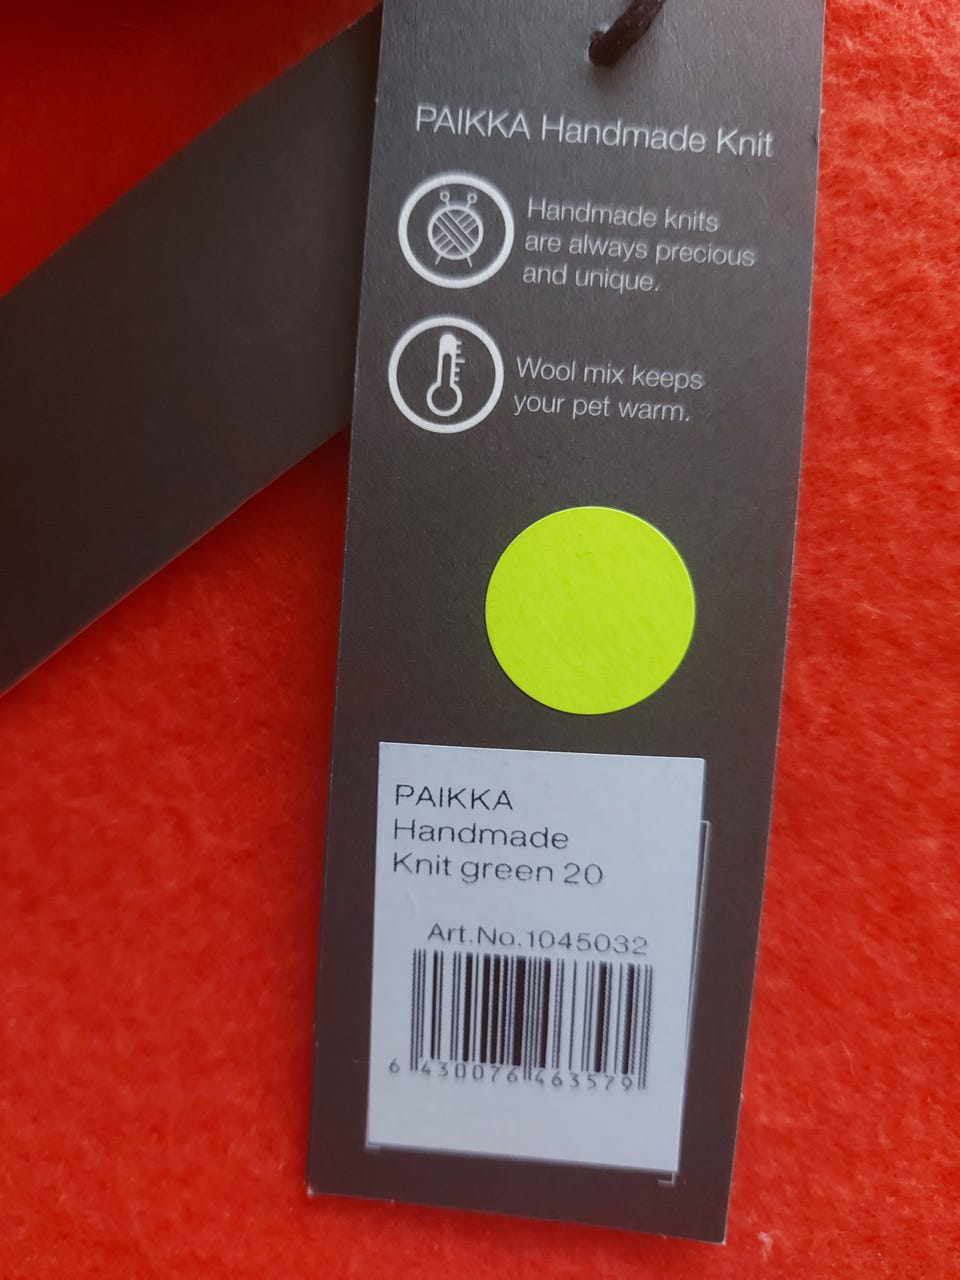 PAIKKA Handmade Knit
Handmade knits
are always precious
and unique.
Wool mix keeps
your pet warm.
PAIKKA
Handmade
Knit green 20
Art.No.1045032
6 430076 463579